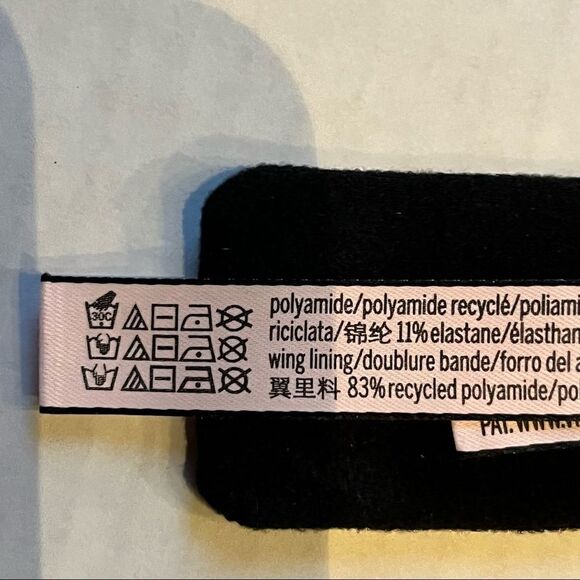 30C
polyamide/polyamide recyclé/poliami
riciclata/锦纶 11% elastane/élasthan
wing lining/doublure bande/forro del a
翼里料 83% recycled polyamide/po
PAT. WWW.V